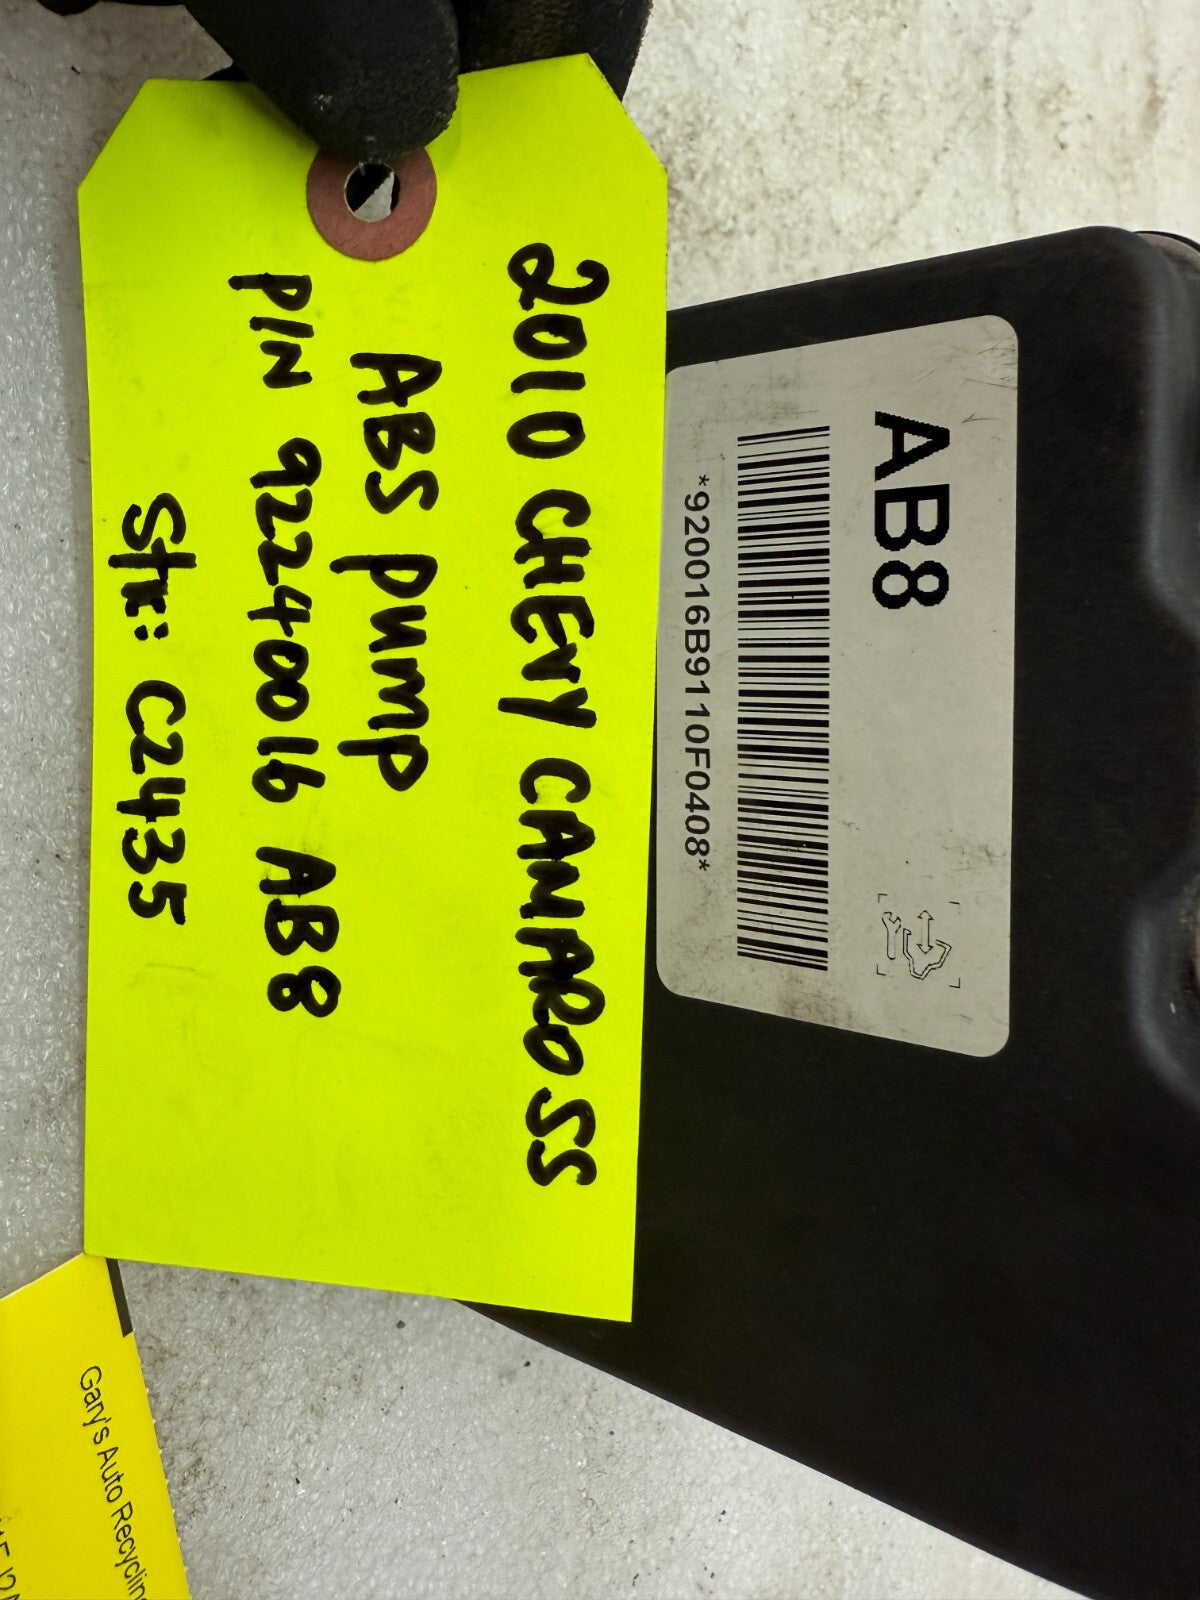 2010 CHEVY CAMARO SS
ABS PUMP
P/N 92240016 AB8
Stk: C2435
AB8
*920016B9110F0408*
Gary's Auto Recyclin